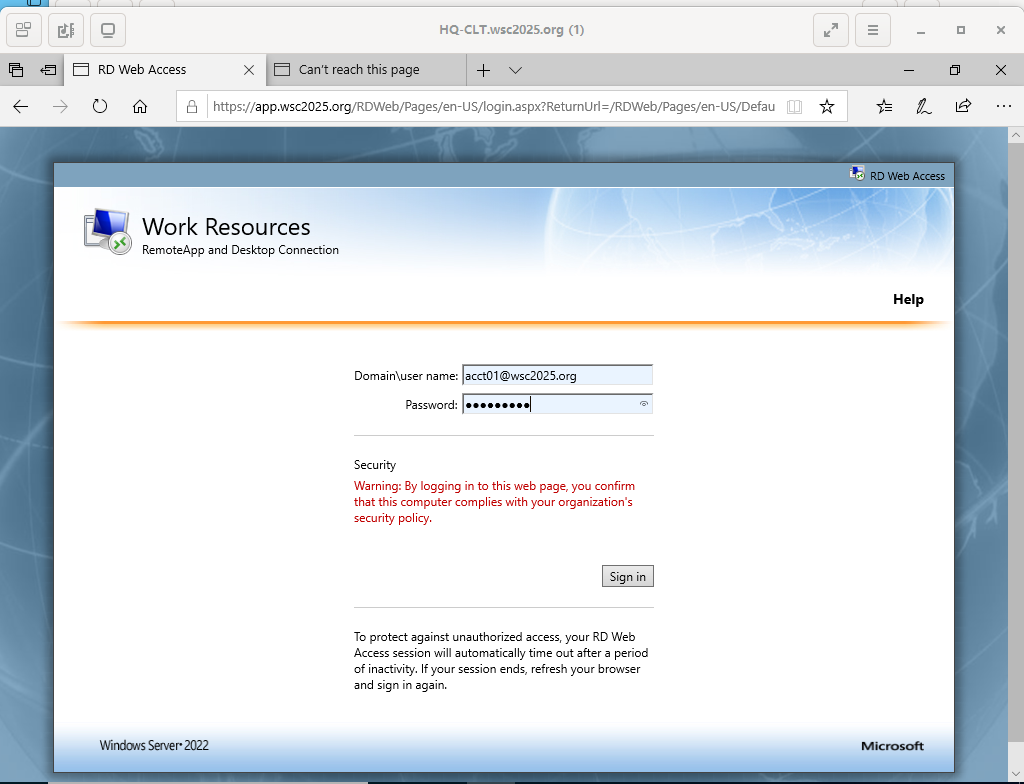 HQ-CLT.wsc2025.org (1)
RD Web Access
Can't reach this page
https://app.wsc2025.org/RDWeb/Pages/en-US/login.aspx?ReturnUrl=/RDWeb/Pages/en-US/Defau
RD Web Access
Work Resources
RemoteApp and Desktop Connection
Help
Domain\user name: acct01@wsc2025.org
Password: •••••••••
Security
Warning: By logging in to this web page, you confirm
that this computer complies with your organization's
security policy.
Sign in
To protect against unauthorized access, your RD Web
Access session will automatically time out after a period
of inactivity. If your session ends, refresh your browser
and sign in again.
Windows Server 2022
Microsoft